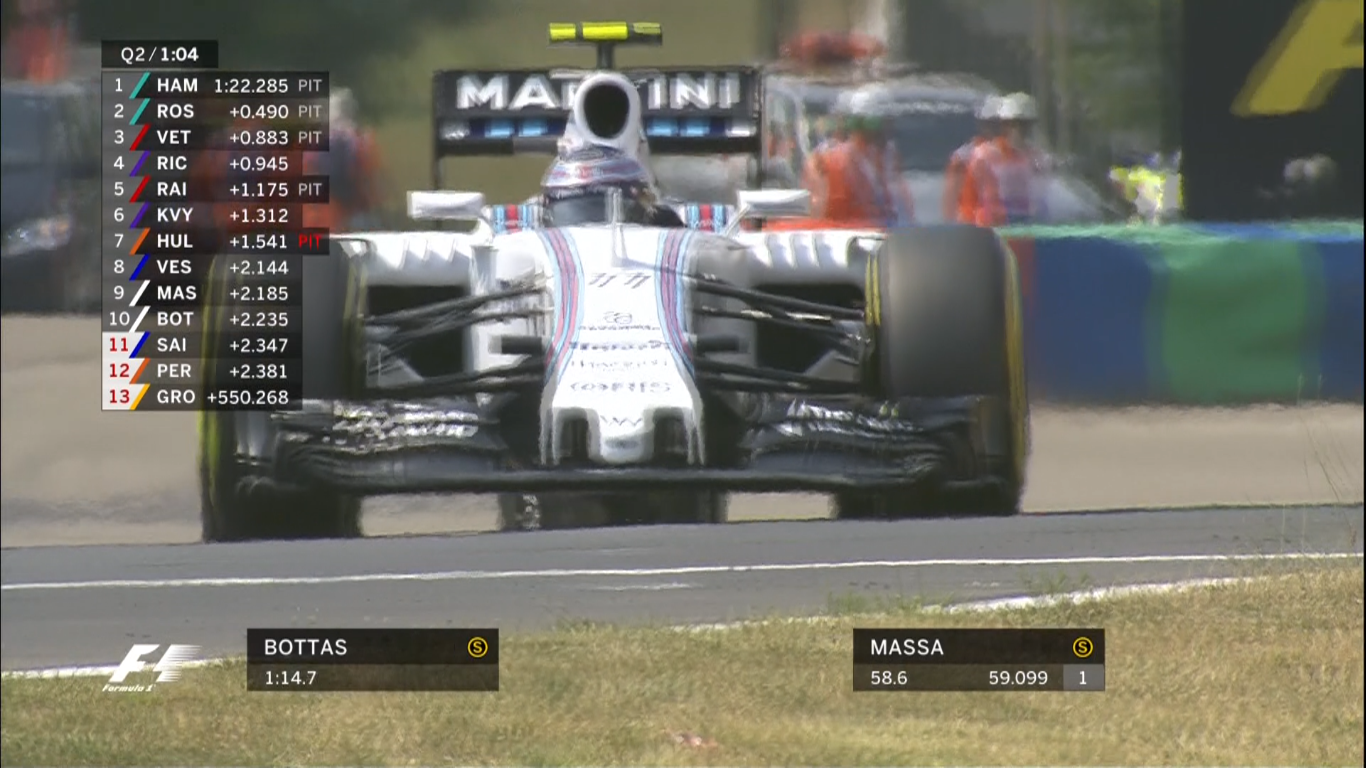 Q2 / 1:04
1 HAM 1:22.285 PIT
2 ROS +0.490 PIT
3 VET +0.883 PIT
4 RIC +0.945
5 RAI +1.175 PIT
6 KVY +1.312
7 HUL +1.541 PIT
8 VES +2.144
9 MAS +2.185
10 BOT +2.235
11 SAI +2.347
12 PER +2.381
13 GRO +550.268
MARTINI
77
BOTTAS S
1:14.7
MASSA S
58.6 59.099 1
F1
Formula 1